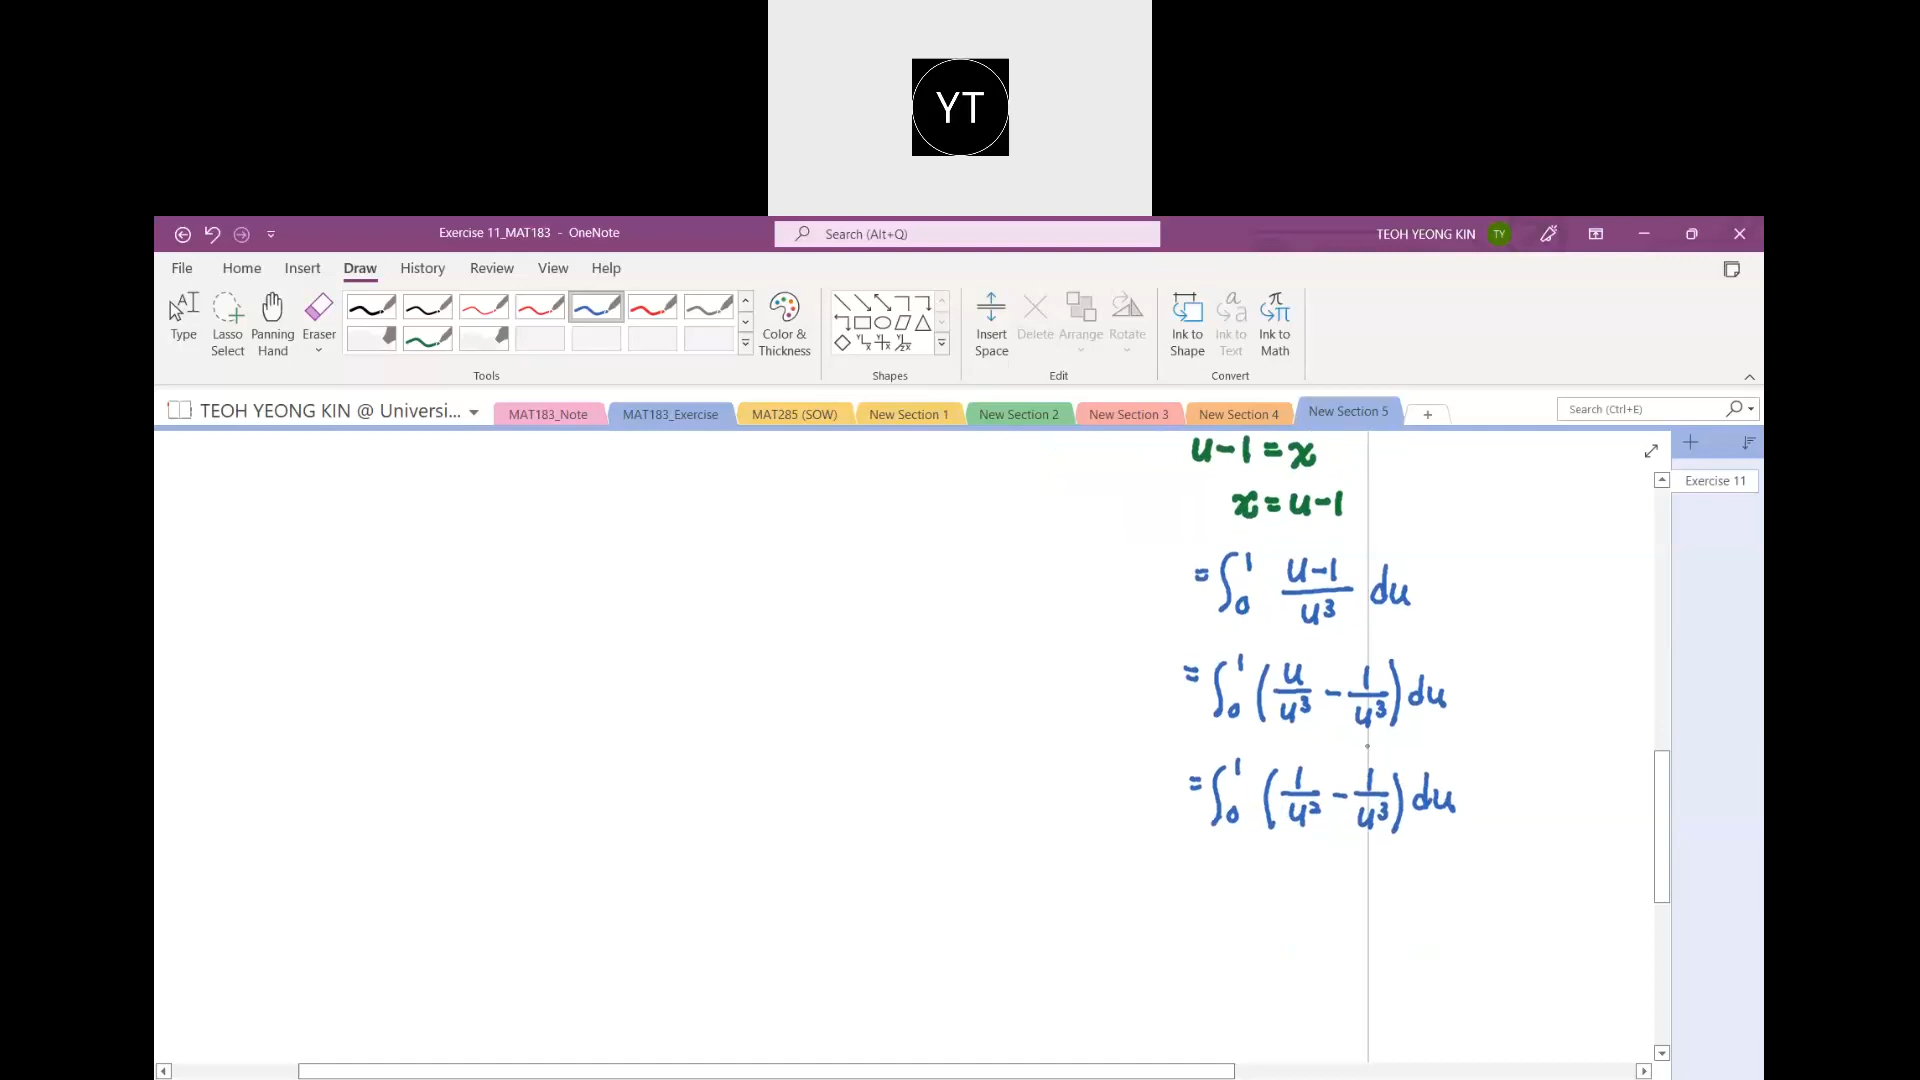 YT
Exercise 11_MAT183 - OneNote
Search (Alt+Q)
TEOH YEONG KIN TY
File Home Insert Draw History Review View Help
Type
Lasso Select
Panning Hand
Eraser
Color & Thickness
Insert Space
Delete
Arrange
Rotate
Ink to Shape
Ink to Text
Ink to Math
Tools Shapes Edit Convert
TEOH YEONG KIN @ Universi...
MAT183_Note MAT183_Exercise MAT285 (SOW) New Section 1 New Section 2 New Section 3 New Section 4 New Section 5 +
Search (Ctrl+E)
Exercise 11
u-1 = x
x = u-1
= ∫₀¹ (u-1)/u³ du
= ∫₀¹ (u/u³ - 1/u³) du
= ∫₀¹ (1/u² - 1/u³) du